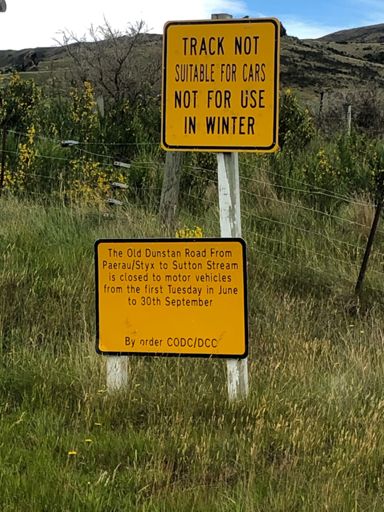 TRACK NOT
SUITABLE FOR CARS
NOT FOR USE
IN WINTER
The Old Dunstan Road From
Paerau/Styx to Sutton Stream
is closed to motor vehicles
from the first Tuesday in June
to 30th September
By order CODC/DCC